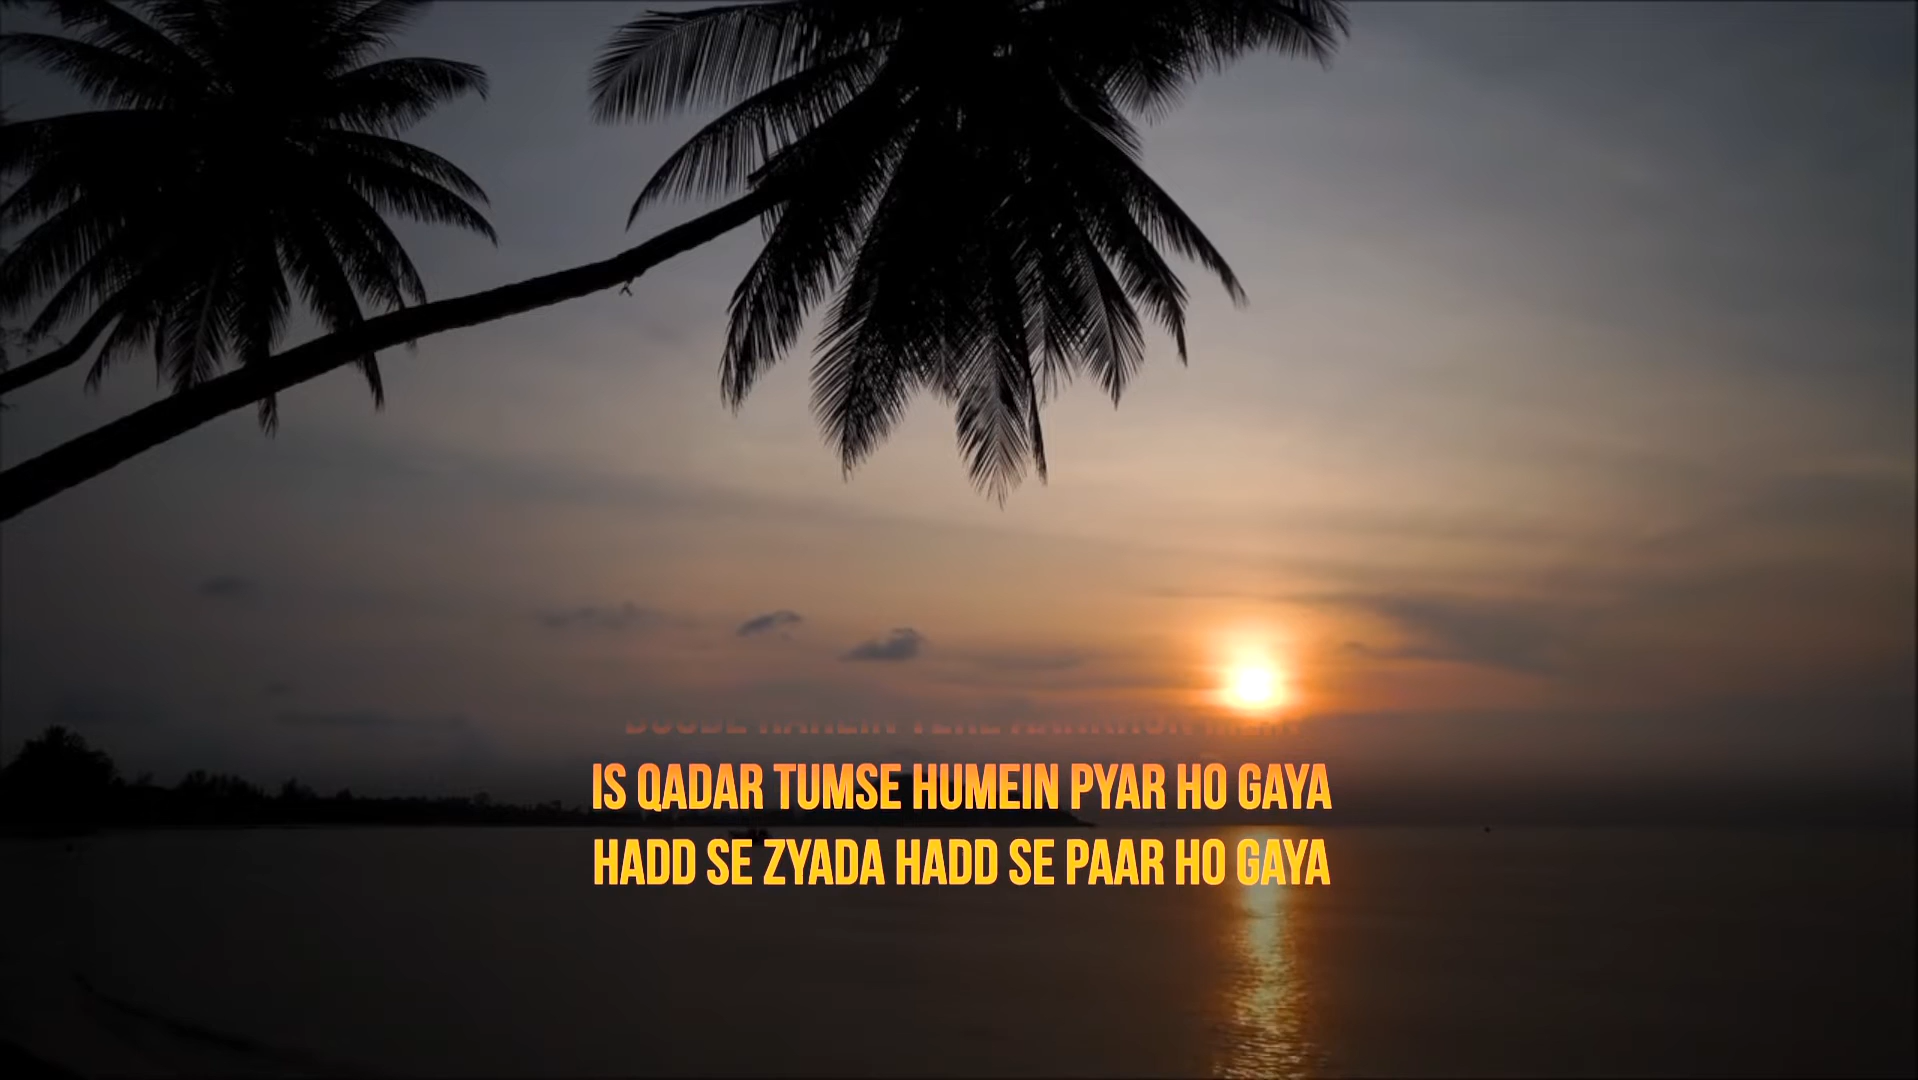 IS QADAR TUMSE HUMEIN PYAR HO GAYA
HADD SE ZYADA HADD SE PAAR HO GAYA